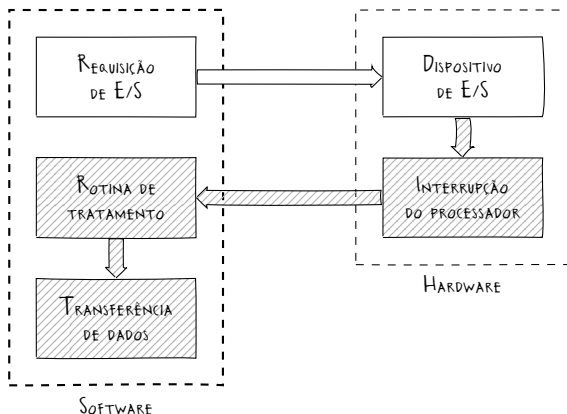 Requisição
de E/S
Dispositivo
de E/S
Rotina de
tratamento
Interrupção
do processador
Transferência
de dados
Hardware
Software